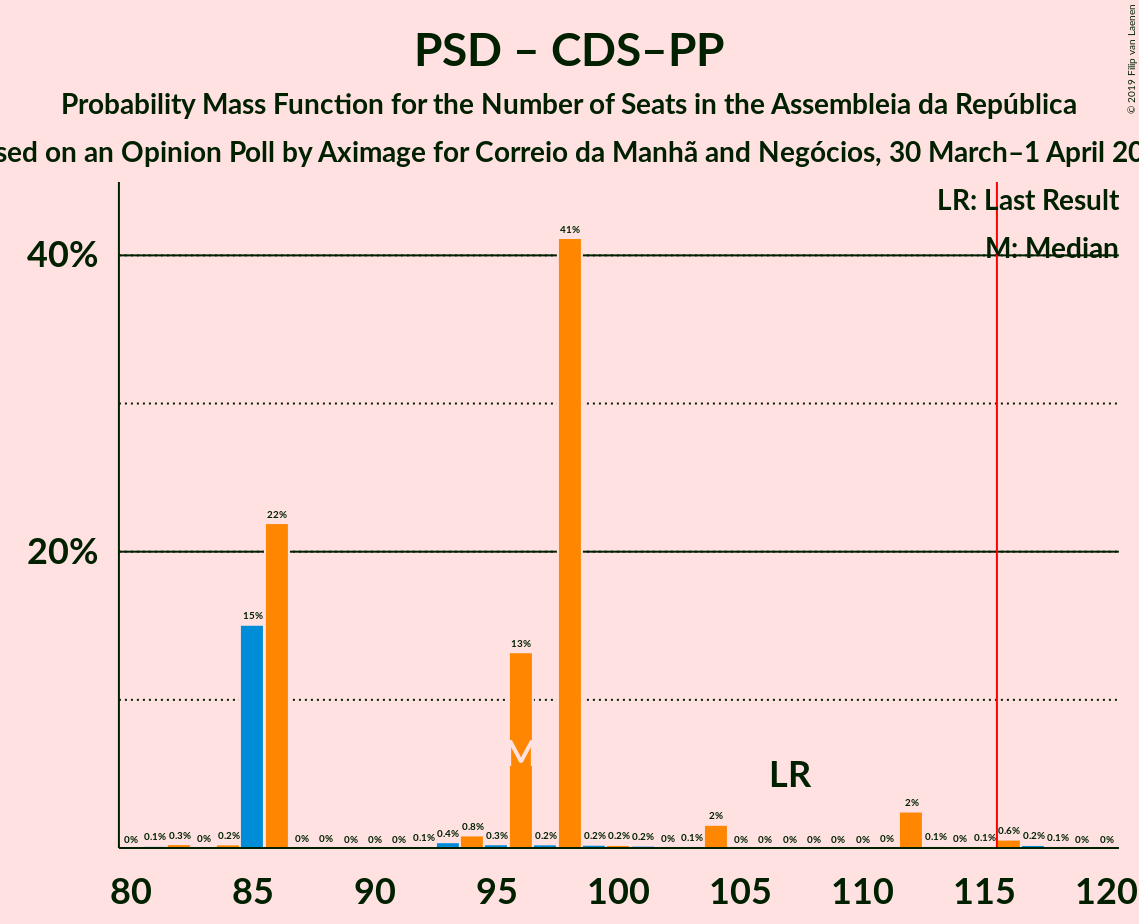 PSD – CDS–PP
Probability Mass Function for the Number of Seats in the Assembleia da República
sed on an Opinion Poll by Aximage for Correio da Manhã and Negócios, 30 March–1 April 20
© 2019 Filip van Laenen
LR: Last Result
M: Median
40%
20%
0% 0.1% 0.3% 0% 0.2% 15% 22% 0% 0% 0% 0% 0% 0.1% 0.4% 0.8% 0.3% 13% 0.2% 41% 0.2% 0.2% 0.2% 0% 0.1% 2% 0% 0% 0% 0% 0% 0% 0% 2% 0.1% 0% 0.1% 0.6% 0.2% 0.1% 0% 0%
M
LR
80 85 90 95 100 105 110 115 120